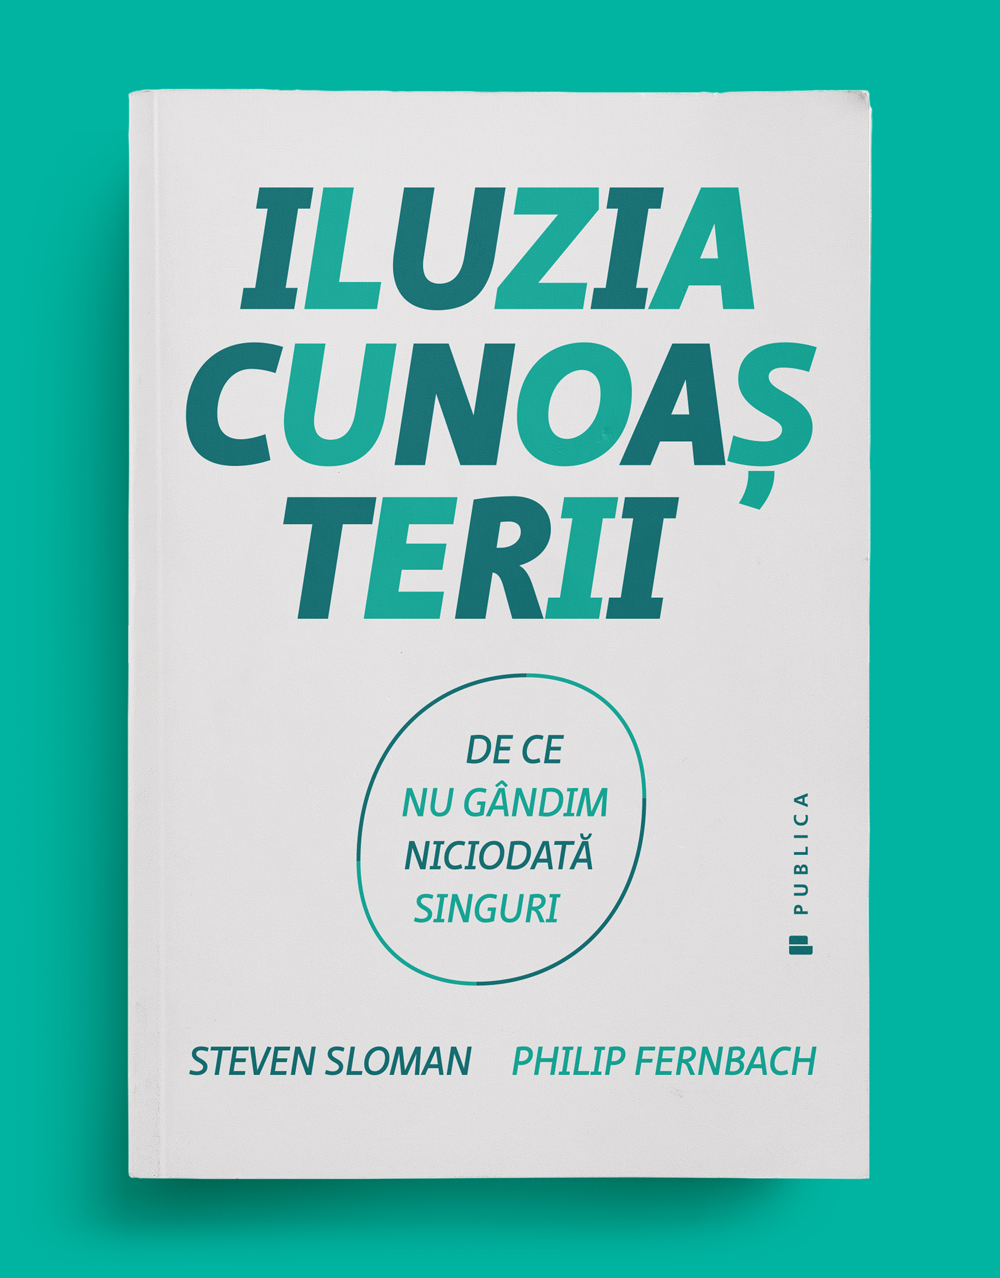 ILUZIA
CUNOAȘ
TERII
DE CE
NU GÂNDIM
NICIODATĂ
SINGURI
PUBLICA
STEVEN SLOMAN PHILIP FERNBACH